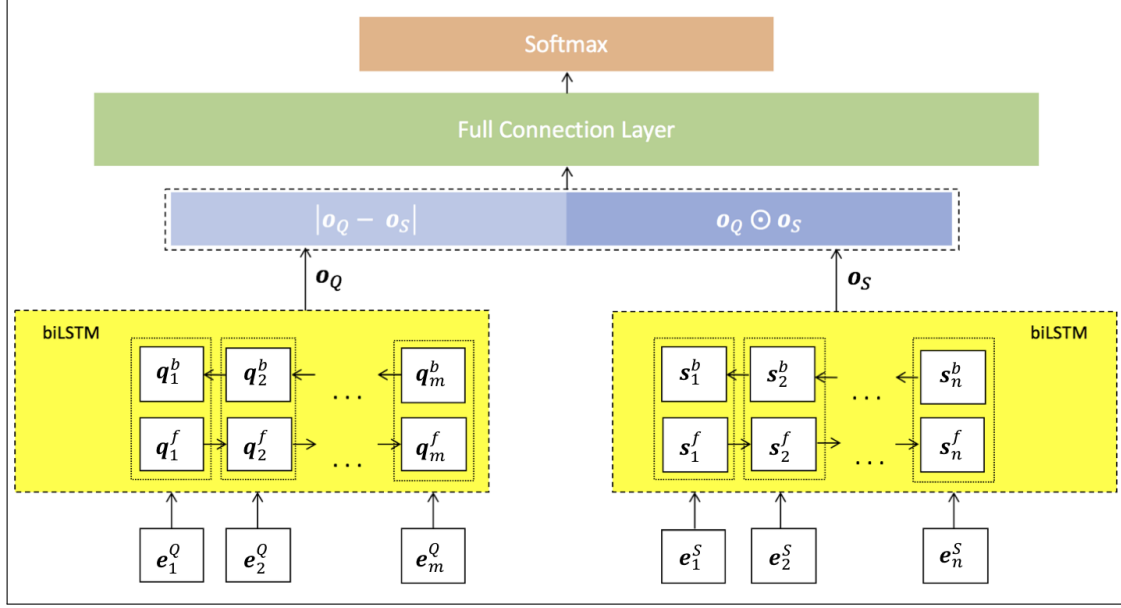 Softmax
Full Connection Layer
|o_Q − o_S| o_Q ⊙ o_S
o_Q o_S
biLSTM biLSTM
q_1^b q_2^b ... q_m^b s_1^b s_2^b ... s_n^b
q_1^f q_2^f ... q_m^f s_1^f s_2^f ... s_n^f
e_1^Q e_2^Q e_m^Q e_1^S e_2^S e_n^S